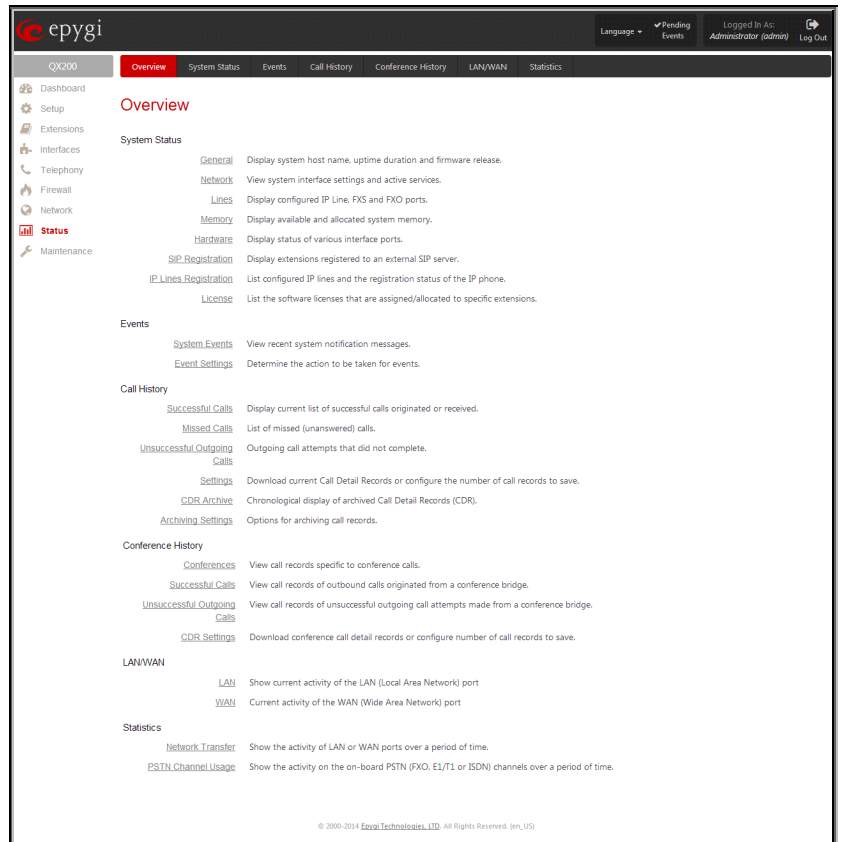 epygi
Language
Pending Events
Logged In As:
Administrator (admin)
Log Out
QX200
Overview System Status Events Call History Conference History LAN/WAN Statistics
Dashboard
Setup
Extensions
Interfaces
Telephony
Firewall
Network
Status
Maintenance
Overview
System Status
General Display system host name, uptime duration and firmware release.
Network View system interface settings and active services.
Lines Display configured IP Line, FXS and FXO ports.
Memory Display available and allocated system memory.
Hardware Display status of various interface ports.
SIP Registration Display extensions registered to an external SIP server.
IP Lines Registration List configured IP lines and the registration status of the IP phone.
License List the software licenses that are assigned/allocated to specific extensions.
Events
System Events View recent system notification messages.
Event Settings Determine the action to be taken for events.
Call History
Successful Calls Display current list of successful calls originated or received.
Missed Calls List of missed (unanswered) calls.
Unsuccessful Outgoing Outgoing call attempts that did not complete.
Calls
Settings Download current Call Detail Records or configure the number of call records to save.
CDR Archive Chronological display of archived Call Detail Records (CDR).
Archiving Settings Options for archiving call records.
Conference History
Conferences View call records specific to conference calls.
Successful Calls View call records of outbound calls originated from a conference bridge.
Unsuccessful Outgoing View call records of unsuccessful outgoing call attempts made from a conference bridge.
Calls
CDR Settings Download conference call detail records or configure number of call records to save.
LAN/WAN
LAN Show current activity of the LAN (Local Area Network) port
WAN Current activity of the WAN (Wide Area Network) port
Statistics
Network Transfer Show the activity of LAN or WAN ports over a period of time.
PSTN Channel Usage Show the activity on the on-board PSTN (FXO, E1/T1 or ISDN) channels over a period of time.
© 2000-2014 Epygi Technologies, LTD. All Rights Reserved. (en_US)